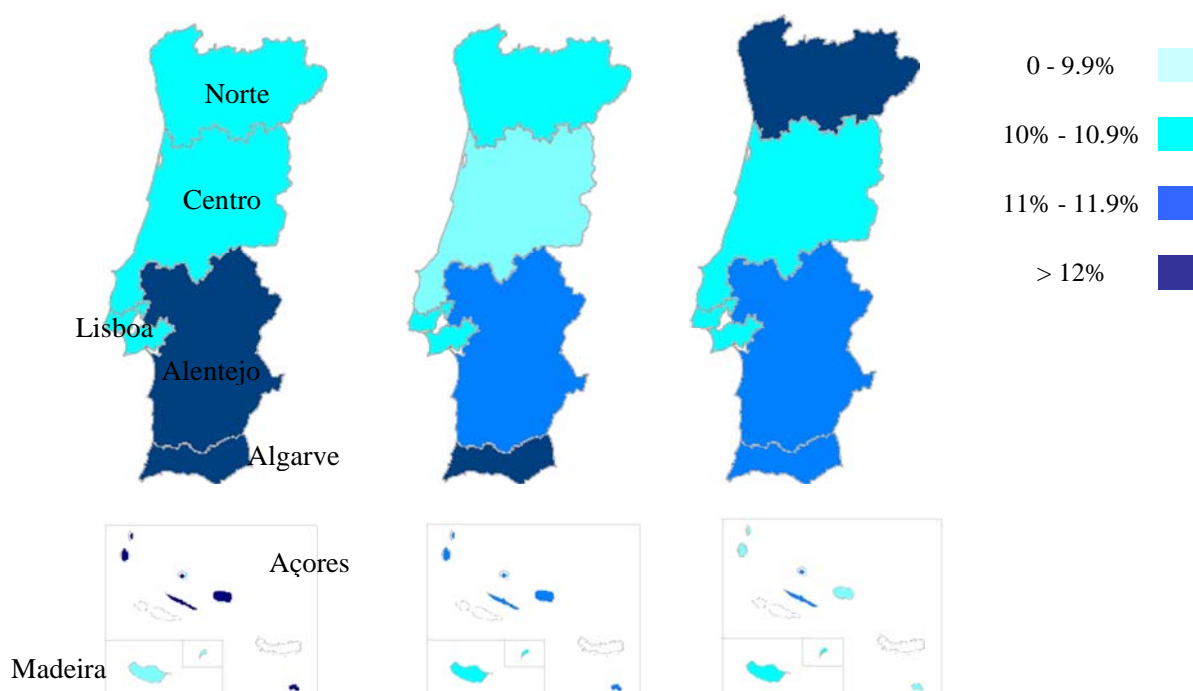 Norte
Centro
Lisboa
Alentejo
Algarve
Açores
Madeira
0 - 9.9%
10% - 10.9%
11% - 11.9%
> 12%